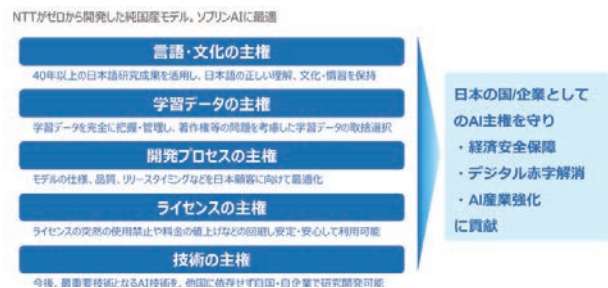 NTTがゼロから開発した純国産モデル。ソブリンAIに最適
言語・文化の主権
40年以上の日本語研究成果を活用し、日本語の正しい理解、文化・慣習を保持
学習データの主権
学習データを完全に把握・管理し、著作権等の問題を考慮した学習データの取捨選択
開発プロセスの主権
モデルの仕様、品質、リリースタイミングなどを日本顧客に向けて最適化
ライセンスの主権
ライセンスの突然の使用禁止や料金の値上げなどの回避し安定・安心して利用可能
技術の主権
今後、最重要技術となるAI技術を、他国に依存せず自国・自企業で研究開発可能
日本の国/企業として
のAI主権を守り
・経済安全保障
・デジタル赤字解消
・AI産業強化
に貢献